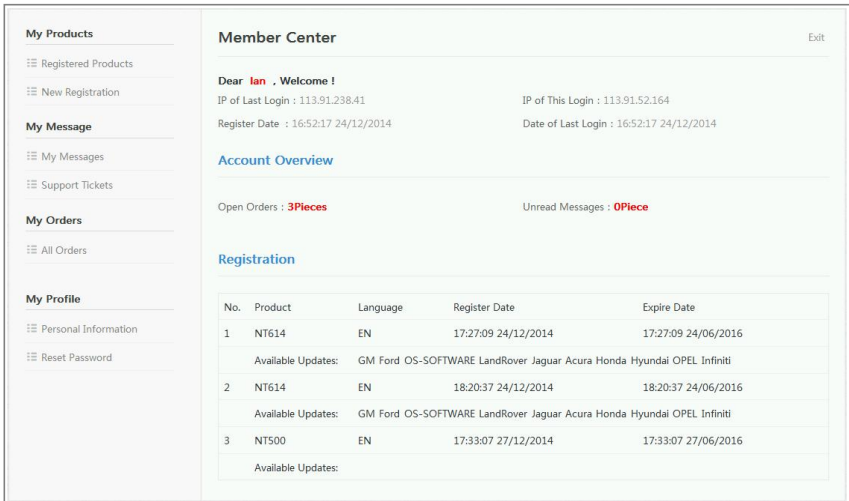 My Products
Registered Products
New Registration
My Message
My Messages
Support Tickets
My Orders
All Orders
My Profile
Personal Information
Reset Password
Member Center
Exit
Dear Ian , Welcome !
IP of Last Login : 113.91.238.41
IP of This Login : 113.91.52.164
Register Date : 16:52:17 24/12/2014
Date of Last Login : 16:52:17 24/12/2014
Account Overview
Open Orders : 3Pieces
Unread Messages : 0Piece
Registration
No. Product Language Register Date Expire Date
1 NT614 EN 17:27:09 24/12/2014 17:27:09 24/06/2016
Available Updates: GM Ford OS-SOFTWARE LandRover Jaguar Acura Honda Hyundai OPEL Infiniti
2 NT614 EN 18:20:37 24/12/2014 18:20:37 24/06/2016
Available Updates: GM Ford OS-SOFTWARE LandRover Jaguar Acura Honda Hyundai OPEL Infiniti
3 NT500 EN 17:33:07 27/12/2014 17:33:07 27/06/2016
Available Updates: